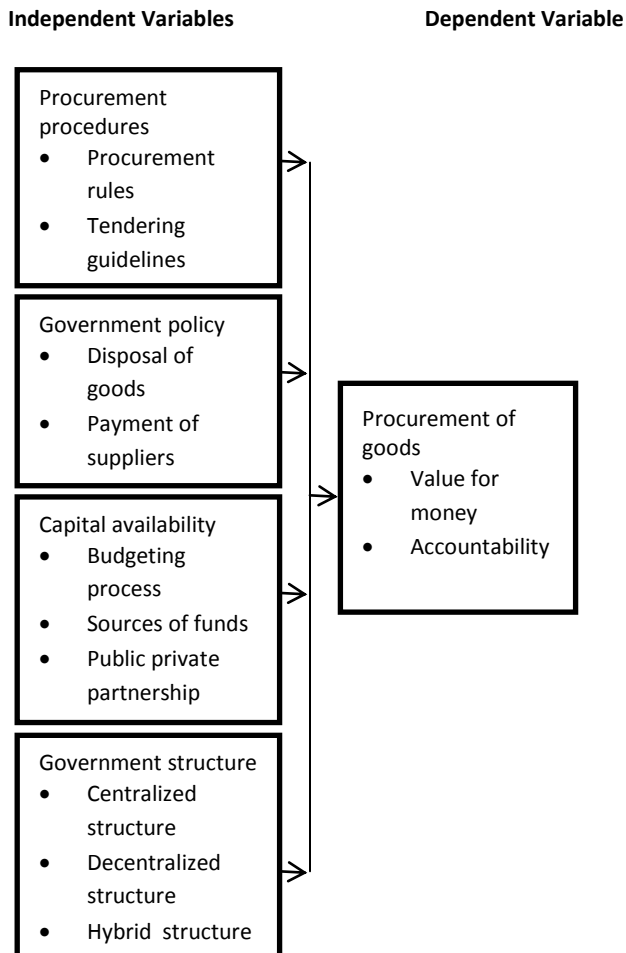 Independent Variables
Dependent Variable
Procurement
procedures
• Procurement
rules
• Tendering
guidelines
Government policy
• Disposal of
goods
• Payment of
suppliers
Capital availability
• Budgeting
process
• Sources of funds
• Public private
partnership
Government structure
• Centralized
structure
• Decentralized
structure
• Hybrid structure
Procurement of
goods
• Value for
money
• Accountability